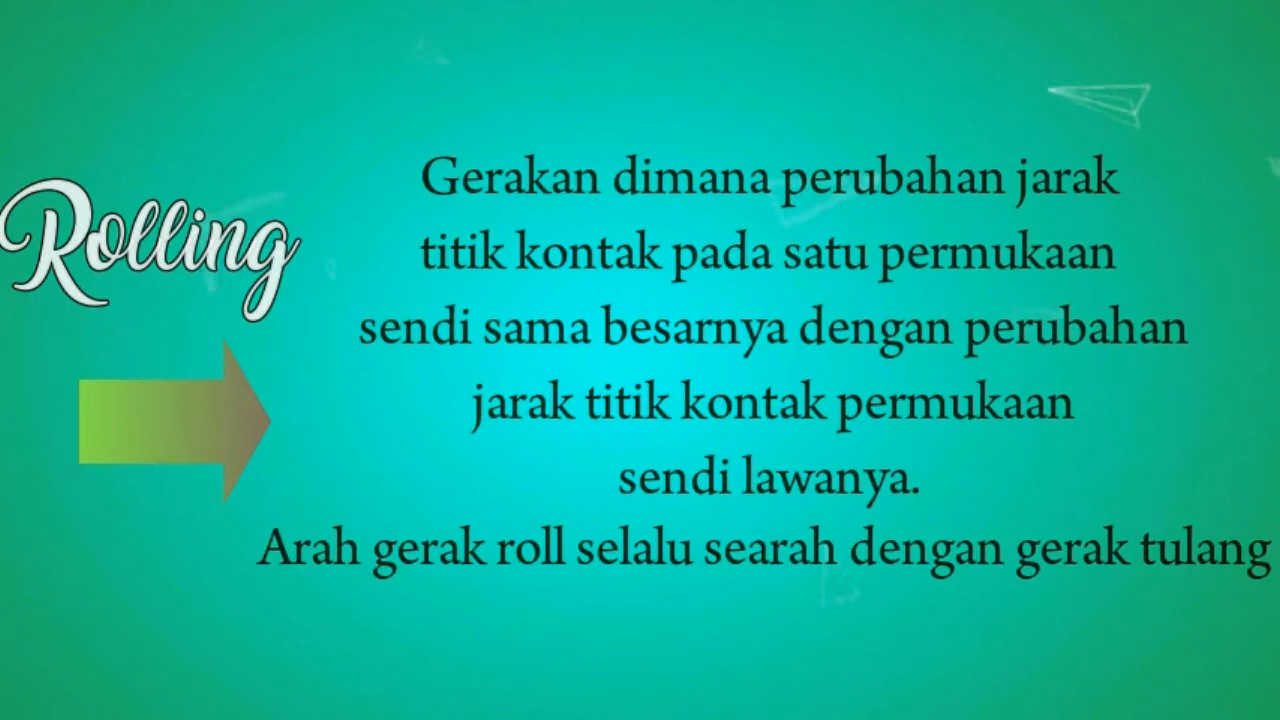 Rolling
Gerakan dimana perubahan jarak
titik kontak pada satu permukaan
sendi sama besarnya dengan perubahan
jarak titik kontak permukaan
sendi lawanya.
Arah gerak roll selalu searah dengan gerak tulang